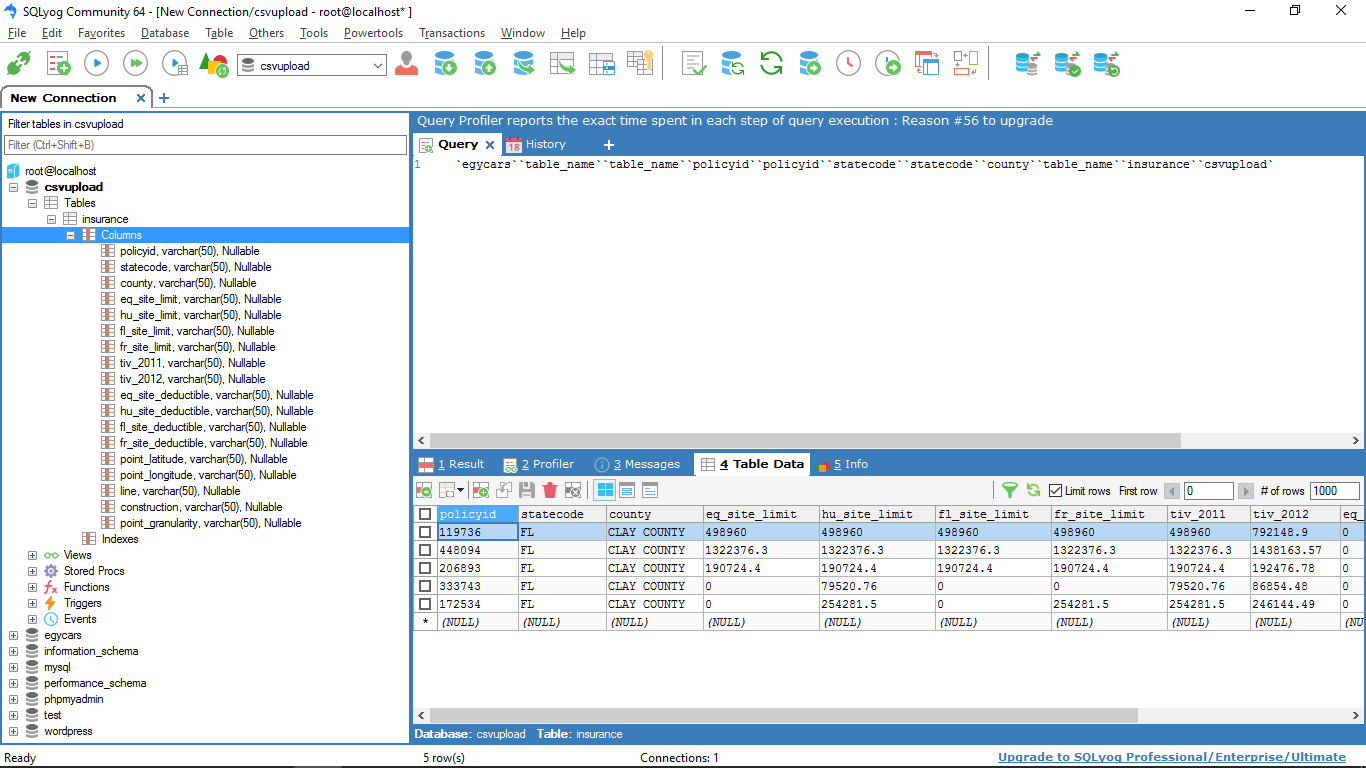 SQLyog Community 64 - [New Connection/csvupload - root@localhost* ]
File Edit Favorites Database Table Others Tools Powertools Transactions Window Help
csvupload
New Connection
Filter tables in csvupload
Filter (Ctrl+Shift+B)
root@localhost
csvupload
Tables
insurance
Columns
policyid, varchar(50), Nullable
statecode, varchar(50), Nullable
county, varchar(50), Nullable
eq_site_limit, varchar(50), Nullable
hu_site_limit, varchar(50), Nullable
fl_site_limit, varchar(50), Nullable
fr_site_limit, varchar(50), Nullable
tiv_2011, varchar(50), Nullable
tiv_2012, varchar(50), Nullable
eq_site_deductible, varchar(50), Nullable
hu_site_deductible, varchar(50), Nullable
fl_site_deductible, varchar(50), Nullable
fr_site_deductible, varchar(50), Nullable
point_latitude, varchar(50), Nullable
point_longitude, varchar(50), Nullable
line, varchar(50), Nullable
construction, varchar(50), Nullable
point_granularity, varchar(50), Nullable
Indexes
Views
Stored Procs
Functions
Triggers
Events
egycars
information_schema
mysql
performance_schema
phpmyadmin
test
wordpress
Query Profiler reports the exact time spent in each step of query execution : Reason #56 to upgrade
Query 18 History
1 `egycars``table_name``table_name``policyid``policyid``statecode``statecode``county``table_name``insurance``csvupload`
1 Result 2 Profiler 3 Messages 4 Table Data 5 Info
Limit rows First row 0 # of rows 1000
policyid statecode county eq_site_limit hu_site_limit fl_site_limit fr_site_limit tiv_2011 tiv_2012 eq_
119736 FL CLAY COUNTY 498960 498960 498960 498960 498960 792148.9 0
448094 FL CLAY COUNTY 1322376.3 1322376.3 1322376.3 1322376.3 1322376.3 1438163.57 0
206893 FL CLAY COUNTY 190724.4 190724.4 190724.4 190724.4 190724.4 192476.78 0
333743 FL CLAY COUNTY 0 79520.76 0 0 79520.76 86854.48 0
172534 FL CLAY COUNTY 0 254281.5 0 254281.5 254281.5 246144.49 0
* (NULL) (NULL) (NULL) (NULL) (NULL) (NULL) (NULL) (NULL) (NULL) (NU
Database: csvupload Table: insurance
Ready 5 row(s) Connections: 1 Upgrade to SQLyog Professional/Enterprise/Ultimate